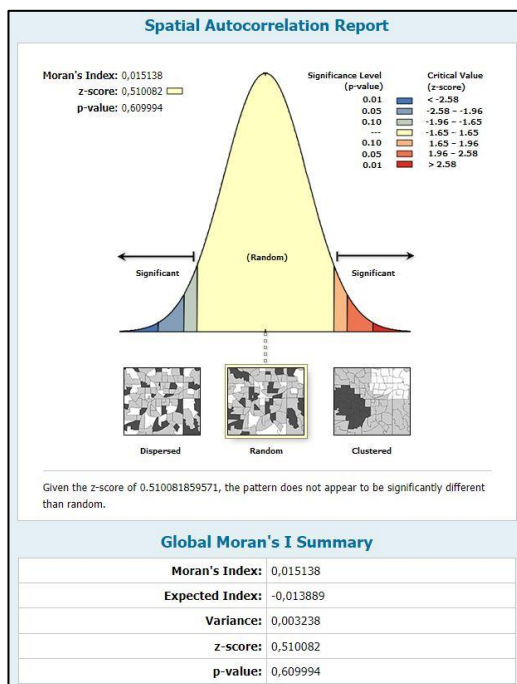 Spatial Autocorrelation Report
Moran's Index: 0,015138
z-score: 0,510082
p-value: 0,609994
Significance Level
(p-value)
Critical Value
(z-score)
0.01 < -2.58
0.05 -2.58 – -1.96
0.10 -1.96 – -1.65
--- -1.65 – 1.65
0.10 1.65 – 1.96
0.05 1.96 – 2.58
0.01 > 2.58
Significant
(Random)
Significant
Dispersed
Random
Clustered
Given the z-score of 0.510081859571, the pattern does not appear to be significantly different
than random.
Global Moran's I Summary
Moran's Index: 0,015138
Expected Index: -0,013889
Variance: 0,003238
z-score: 0,510082
p-value: 0,609994